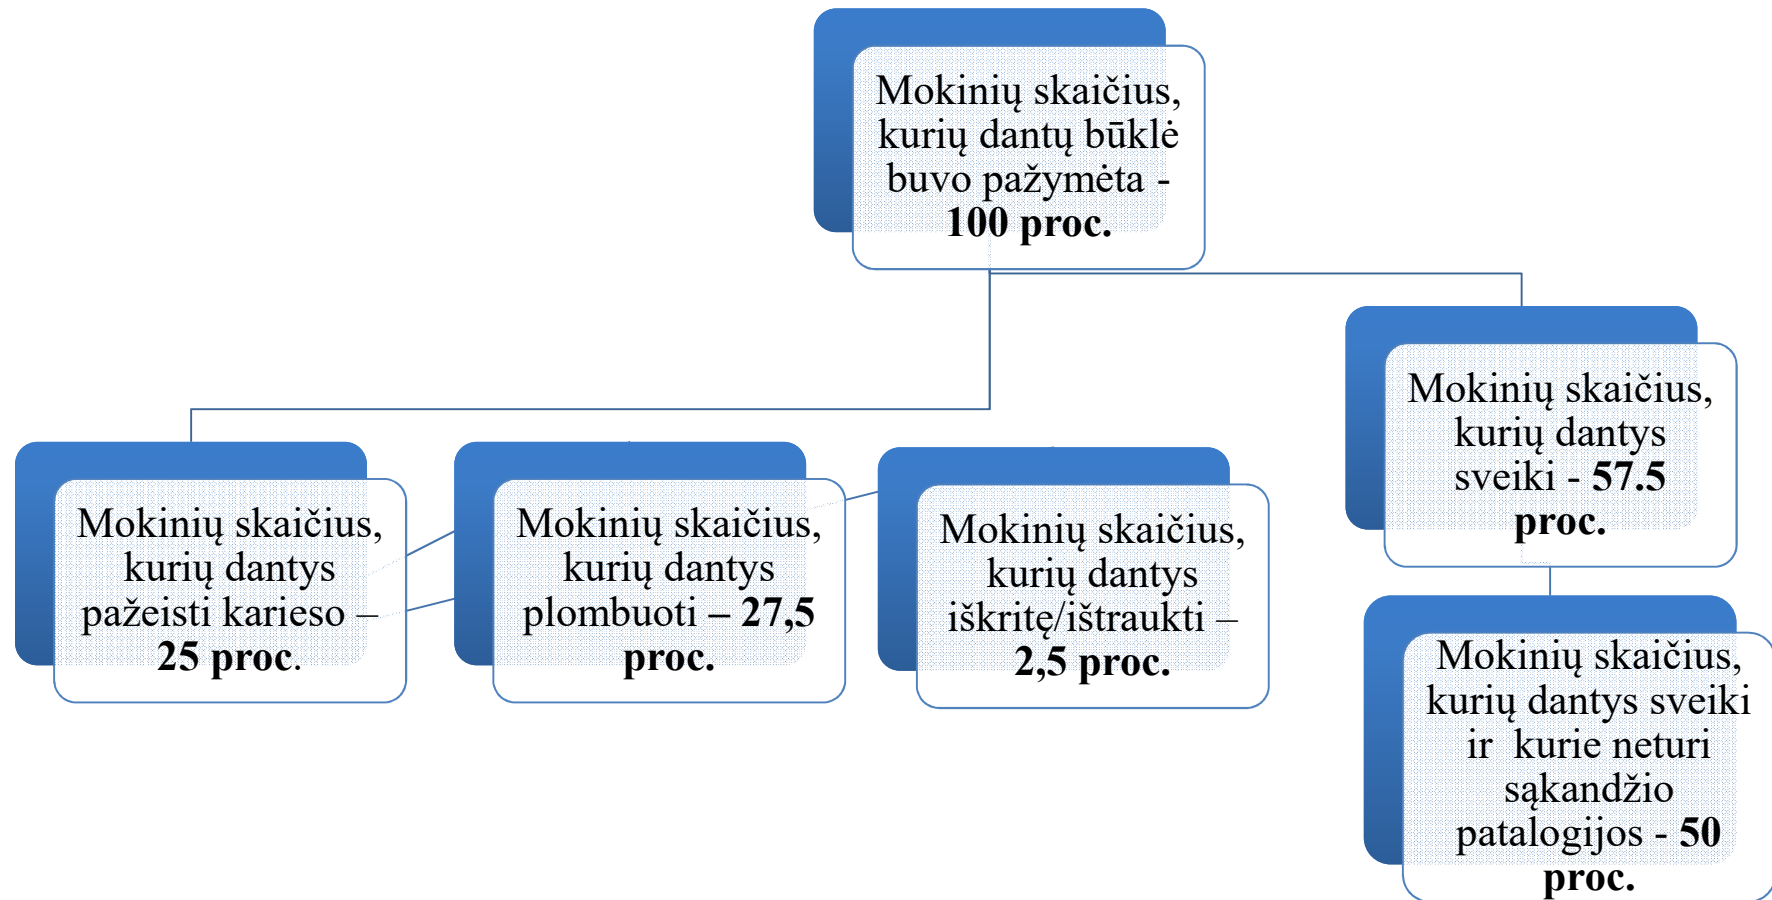 Mokinių skaičius,
kurių dantų būklė
buvo pažymėta -
100 proc.
Mokinių skaičius,
kurių dantys
sveiki - 57.5
proc.
Mokinių skaičius,
kurių dantys
pažeisti karieso –
25 proc.
Mokinių skaičius,
kurių dantys
plombuoti – 27,5
proc.
Mokinių skaičius,
kurių dantys
iškritę/ištraukti –
2,5 proc.
Mokinių skaičius,
kurių dantys sveiki
ir kurie neturi
sąkandžio
patalogijos - 50
proc.